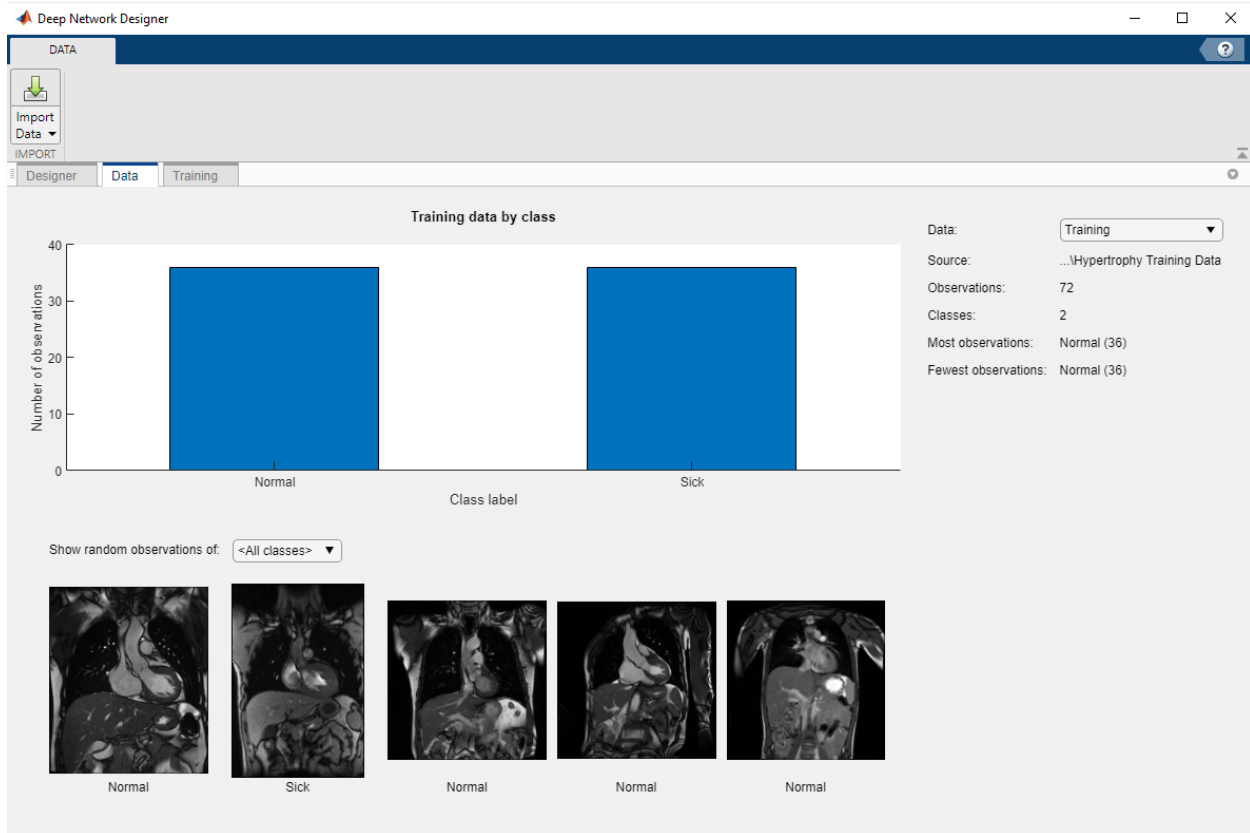 Deep Network Designer
DATA
?
Import
Data
IMPORT
Designer Data Training
Training data by class
40
30
20
10
0
Number of observations
Normal Sick
Class label
Data: Training
Source: ...\Hypertrophy Training Data
Observations: 72
Classes: 2
Most observations: Normal (36)
Fewest observations: Normal (36)
Show random observations of: <All classes>
Normal Sick Normal Normal Normal